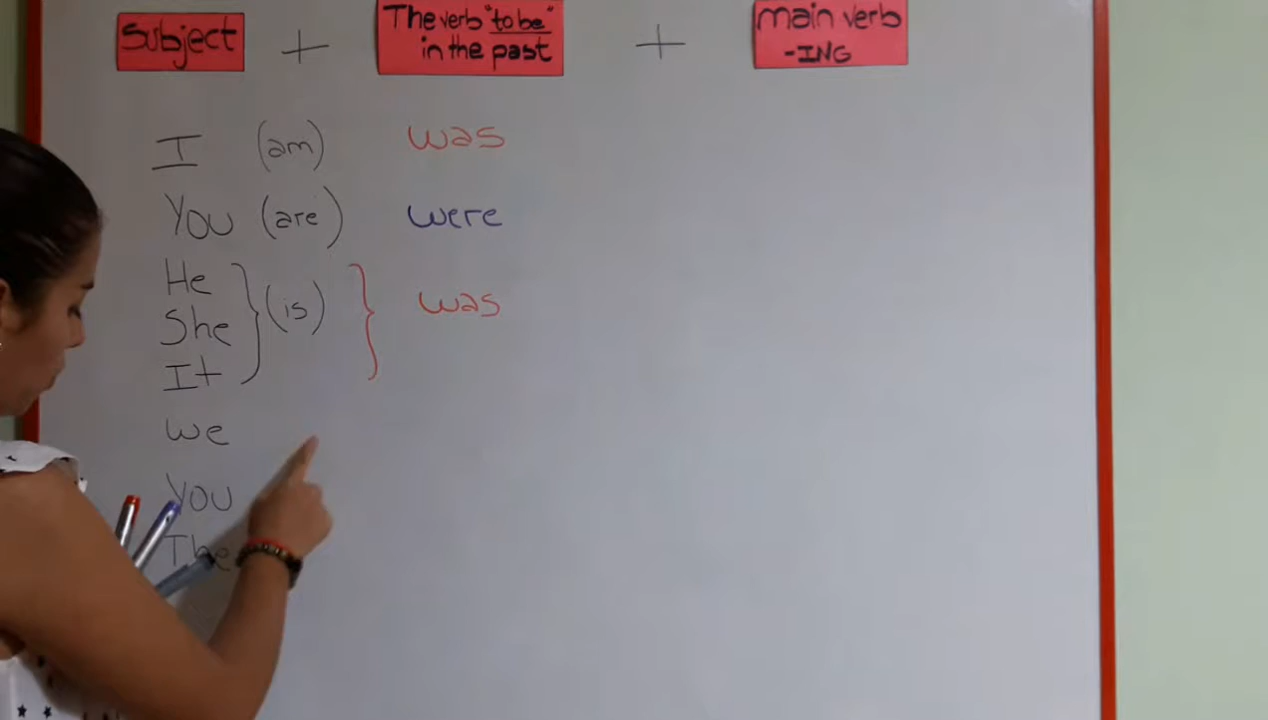 Subject + The verb "to be" + main verb
in the past -ING
I (am) was
You (are) were
He
She (is) was
It
we
You
The